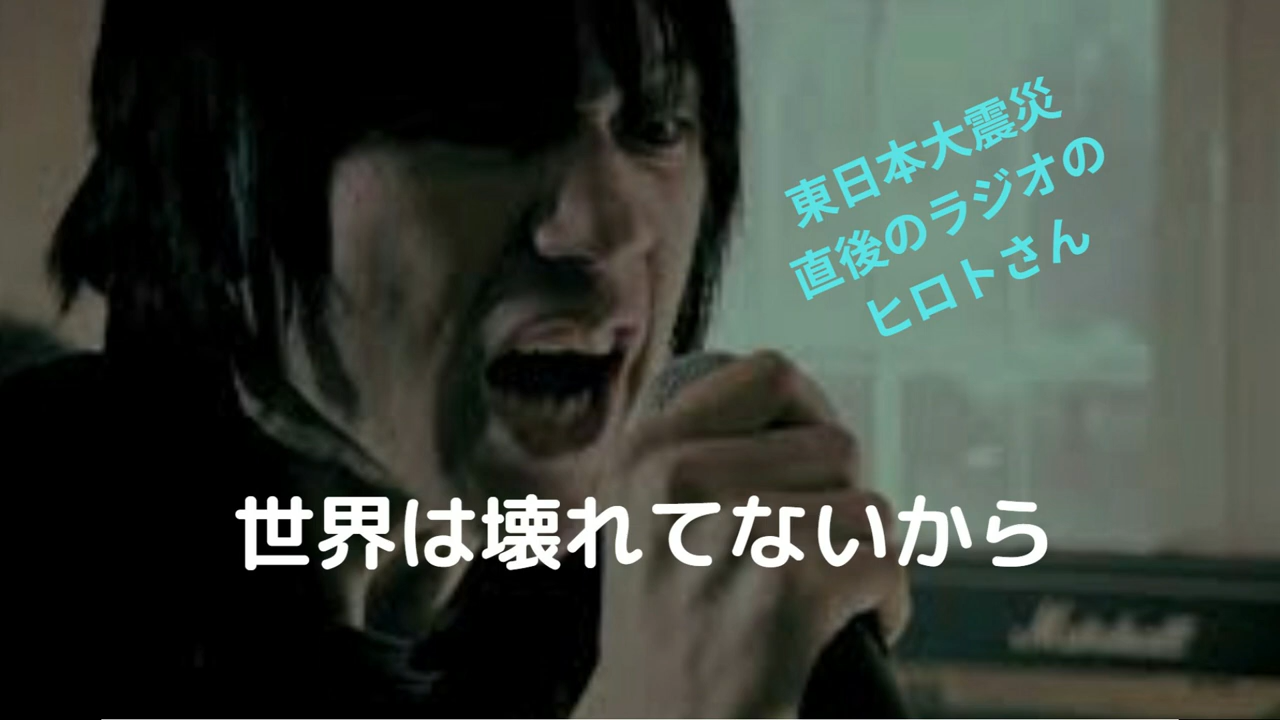 東日本大震災
直後のラジオの
ヒロトさん
世界は壊れてないから
Marshall